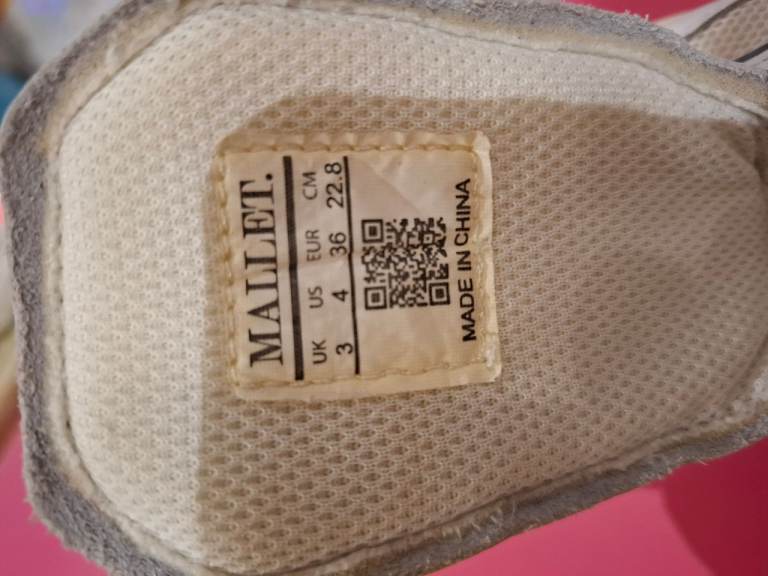 MALLET.
UK US EUR CM
3 4 36 22.8
MADE IN CHINA